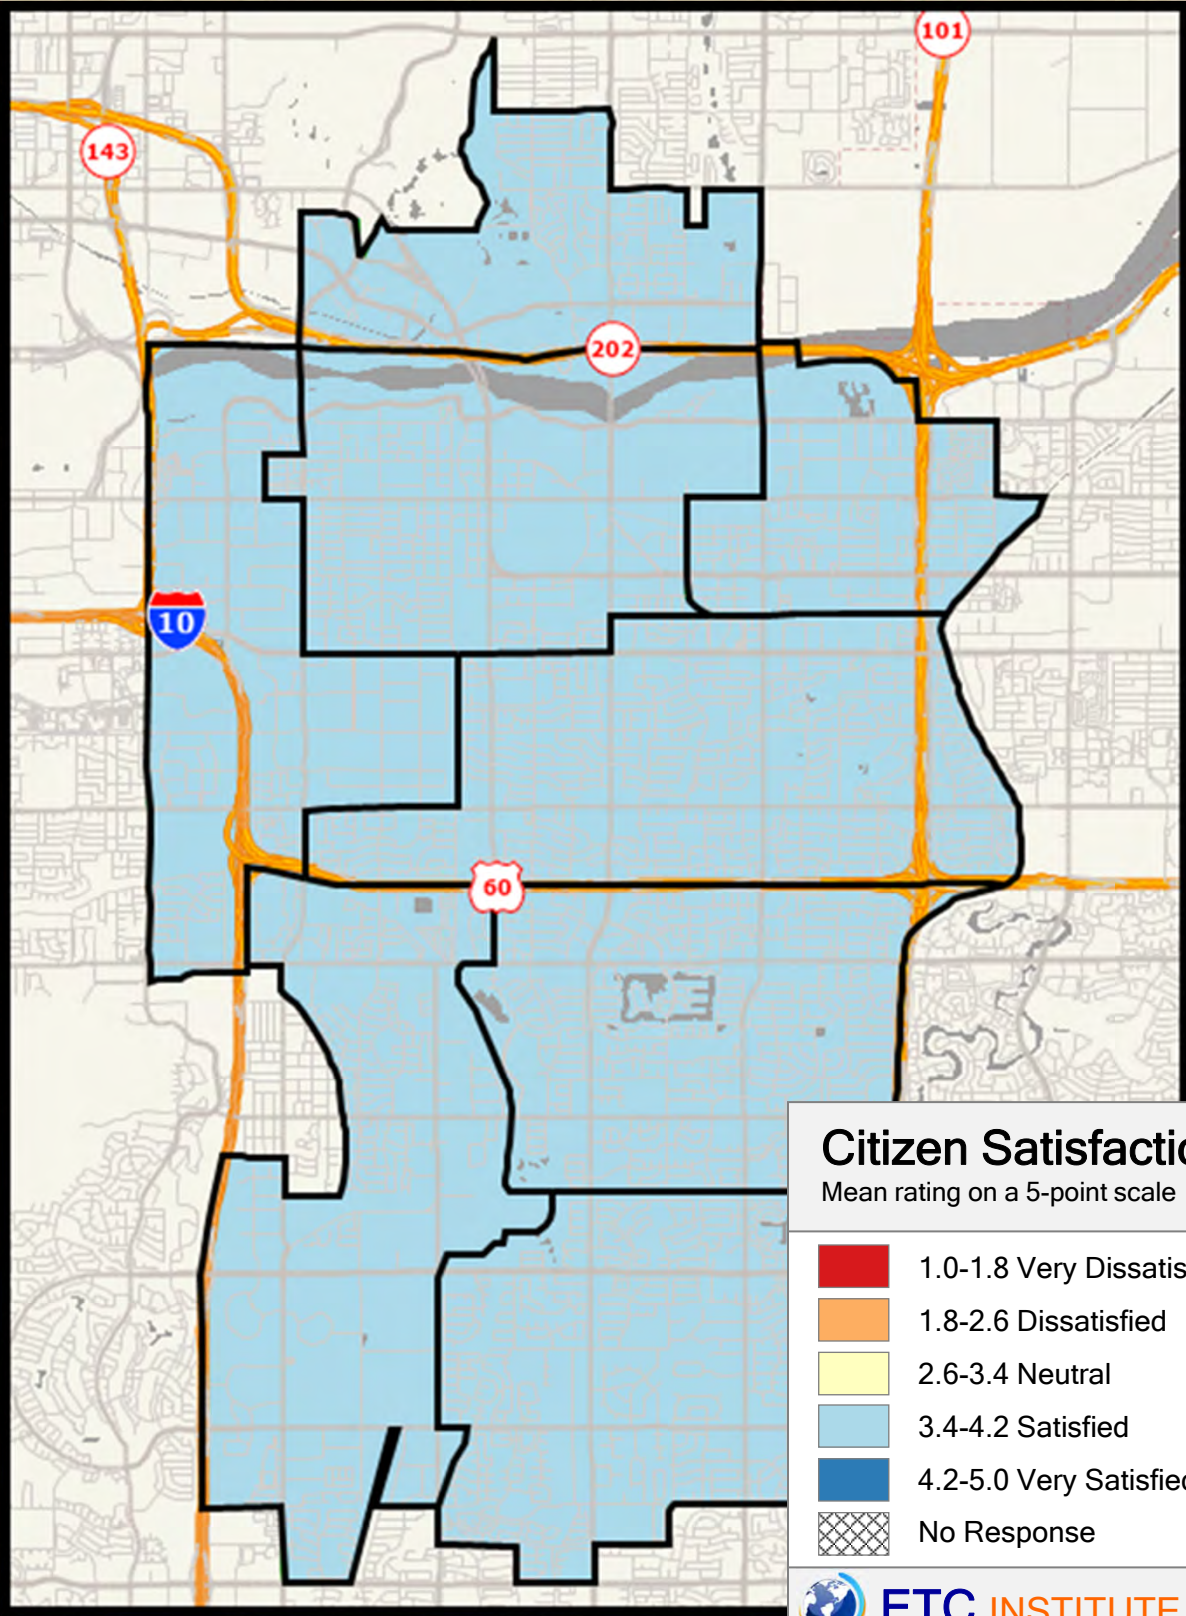 101
143
202
10
60
Citizen Satisfactio
Mean rating on a 5-point scale
1.0-1.8 Very Dissatis
1.8-2.6 Dissatisfied
2.6-3.4 Neutral
3.4-4.2 Satisfied
4.2-5.0 Very Satisfied
No Response
ETC INSTITUTE